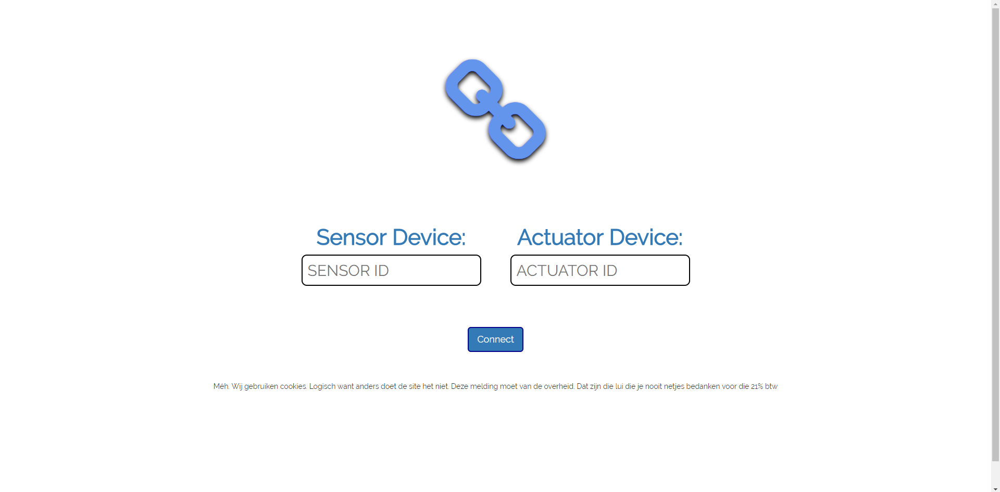 Sensor Device:
Actuator Device:
SENSOR ID
ACTUATOR ID
Connect
Méh. Wij gebruiken cookies. Logisch want anders doet de site het niet. Deze melding moet van de overheid. Dat zijn die lui die je nooit netjes bedanken voor die 21% btw